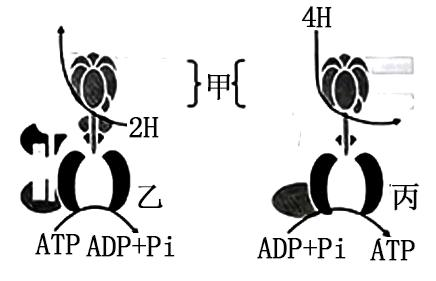 4H
甲
2H
乙
丙
ATP ADP+Pi
ADP+Pi ATP